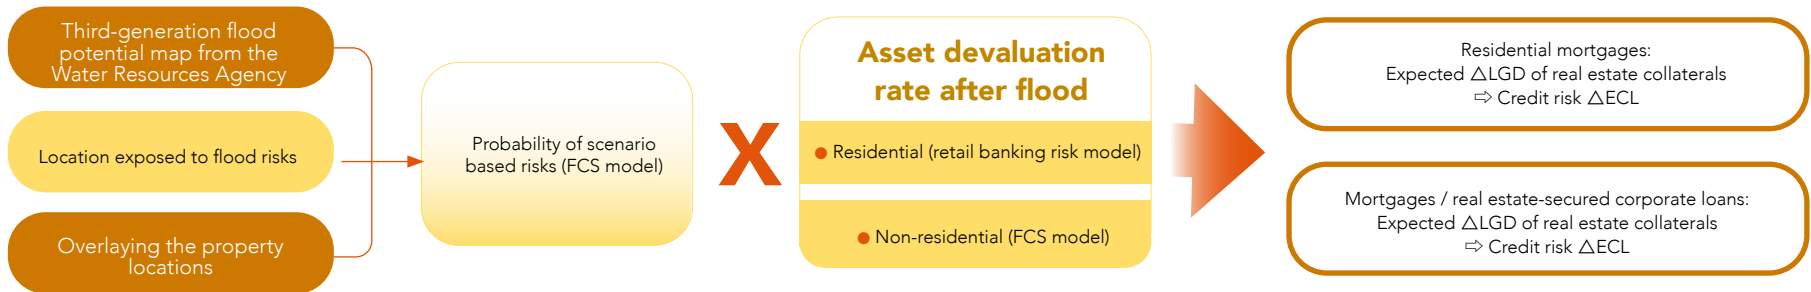 Third-generation flood
potential map from the
Water Resources Agency
Location exposed to flood risks
Overlaying the property
locations
Probability of scenario
based risks (FCS model)
X
Asset devaluation
rate after flood
● Residential (retail banking risk model)
● Non-residential (FCS model)
Residential mortgages:
Expected △LGD of real estate collaterals
⇨ Credit risk △ECL
Mortgages / real estate-secured corporate loans:
Expected △LGD of real estate collaterals
⇨ Credit risk △ECL